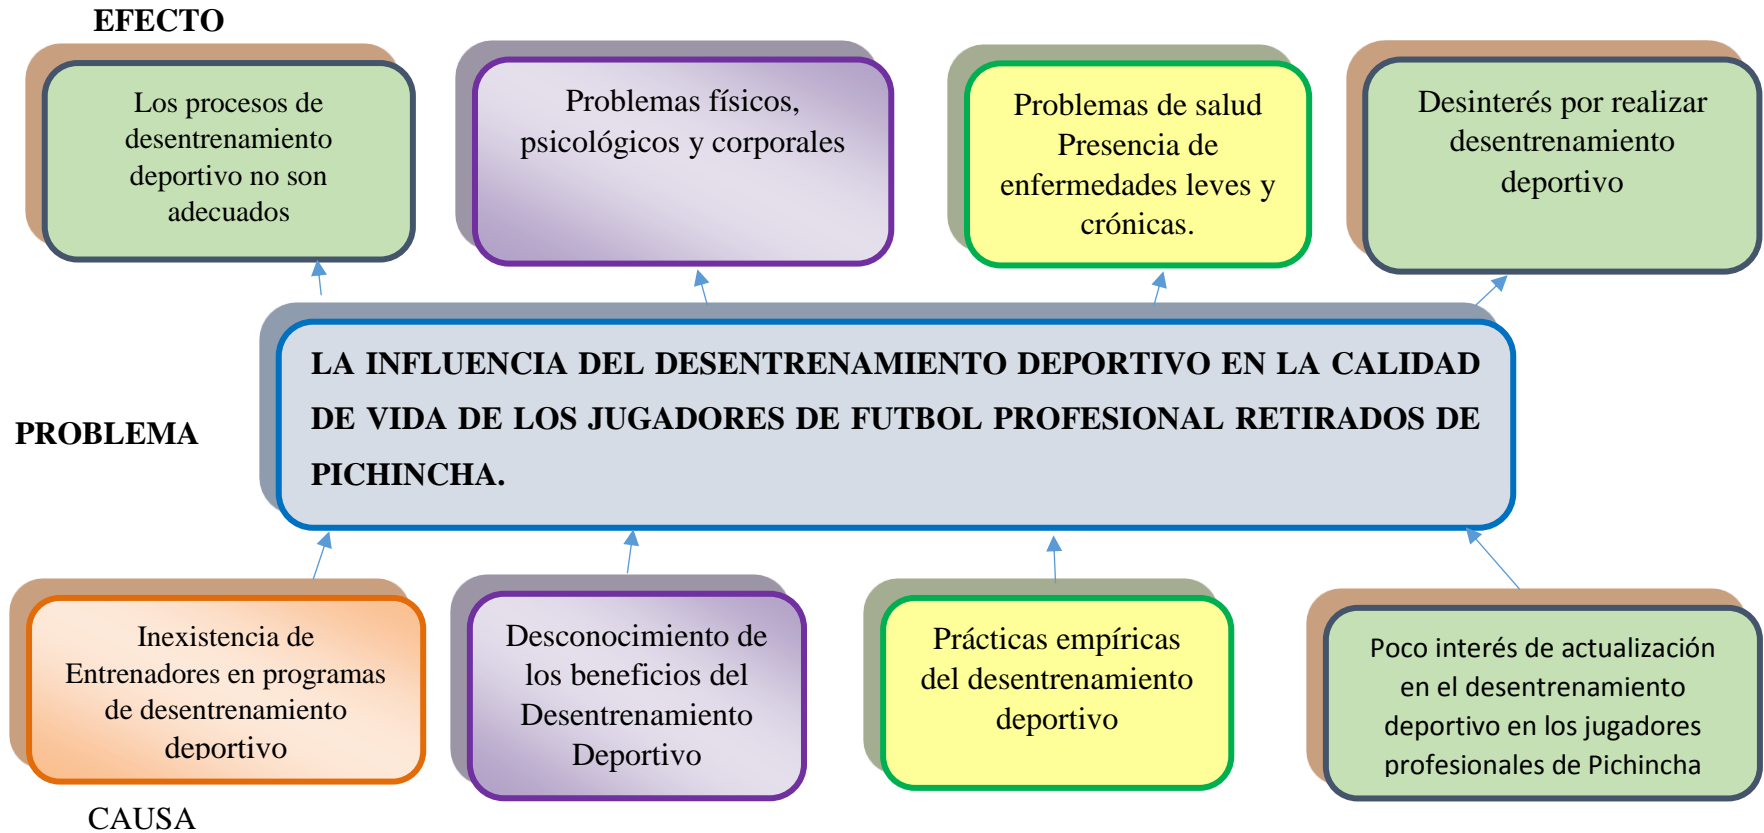 EFECTO
Los procesos de
desentrenamiento
deportivo no son
adecuados
Problemas físicos,
psicológicos y corporales
Problemas de salud
Presencia de
enfermedades leves y
crónicas.
Desinterés por realizar
desentrenamiento
deportivo
PROBLEMA
LA INFLUENCIA DEL DESENTRENAMIENTO DEPORTIVO EN LA CALIDAD
DE VIDA DE LOS JUGADORES DE FUTBOL PROFESIONAL RETIRADOS DE
PICHINCHA.
Inexistencia de
Entrenadores en programas
de desentrenamiento
deportivo
Desconocimiento de
los beneficios del
Desentrenamiento
Deportivo
Prácticas empíricas
del desentrenamiento
deportivo
Poco interés de actualización
en el desentrenamiento
deportivo en los jugadores
profesionales de Pichincha
CAUSA